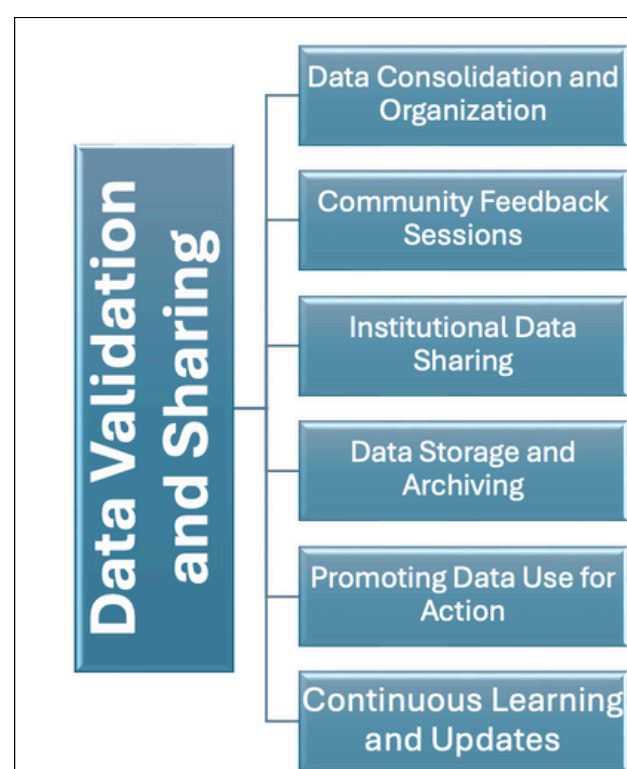 Data Validation
and Sharing
Data Consolidation and
Organization
Community Feedback
Sessions
Institutional Data
Sharing
Data Storage and
Archiving
Promoting Data Use for
Action
Continuous Learning
and Updates